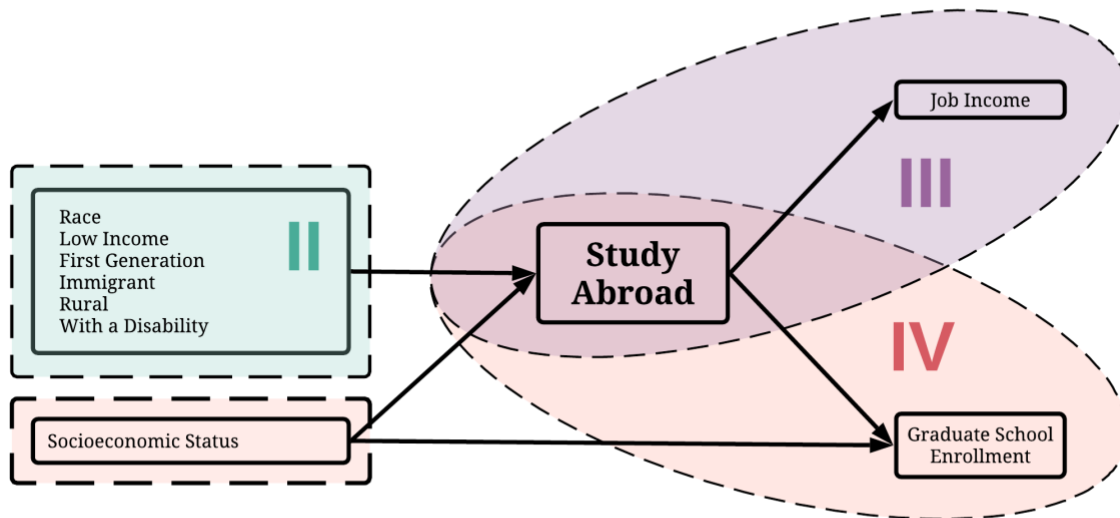 Race
Low Income
First Generation
Immigrant
Rural
With a Disability
II
Socioeconomic Status
Study
Abroad
Job Income
III
IV
Graduate School
Enrollment